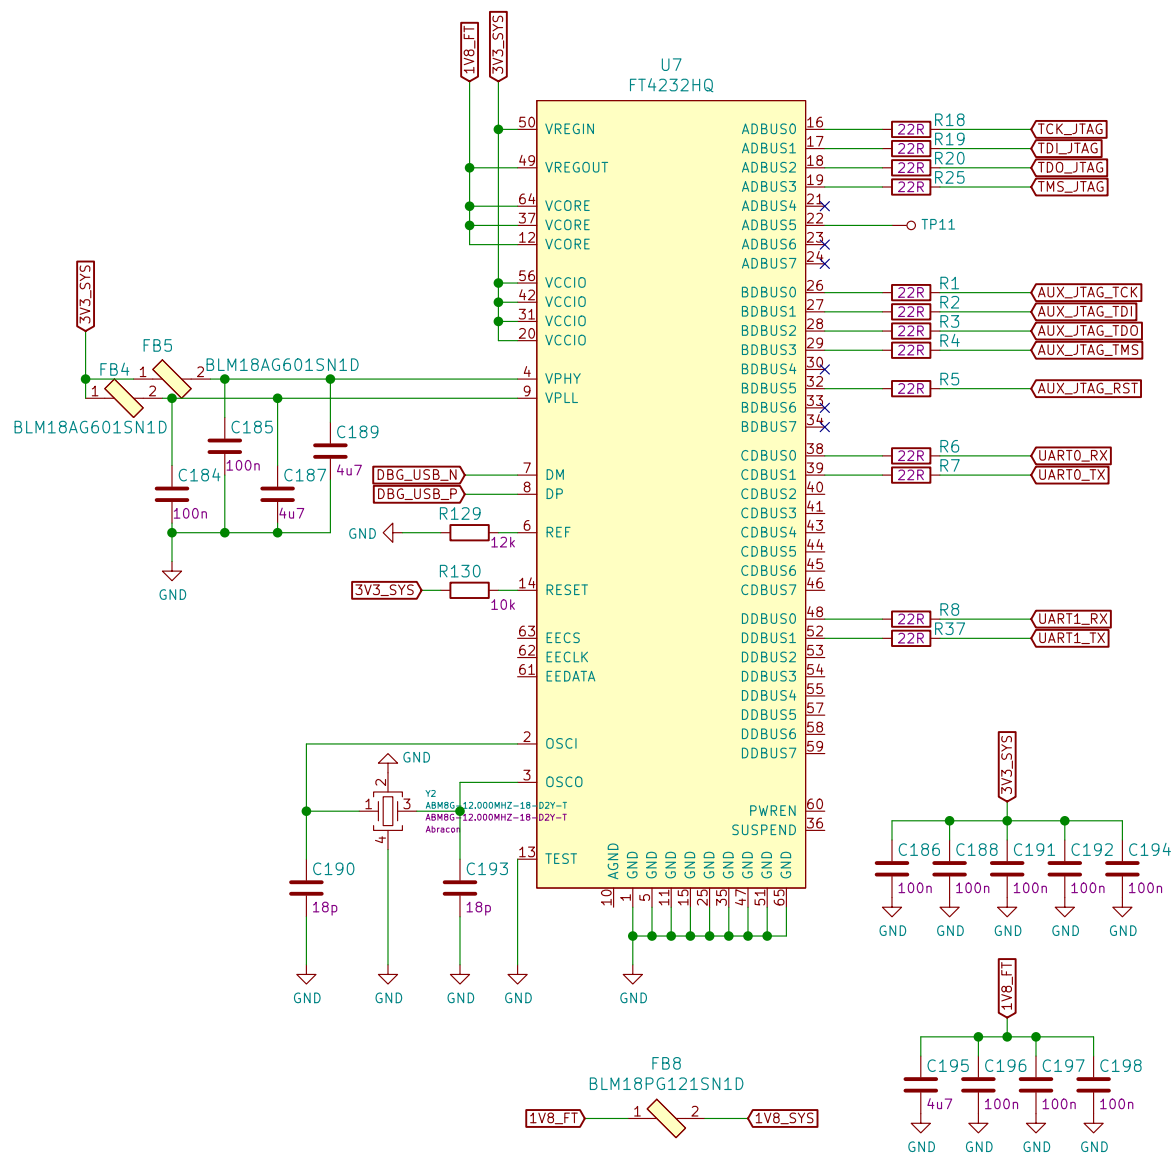 1V8_FT
3V3_SYS
U7
FT4232HQ
50 VREGIN
49 VREGOUT
64 VCORE
37 VCORE
12 VCORE
56 VCCIO
42 VCCIO
31 VCCIO
20 VCCIO
4 VPHY
9 VPLL
7 DM
8 DP
6 REF
14 RESET
63 EECS
62 EECLK
61 EEDATA
2 OSCI
3 OSCO
13 TEST
ADBUS0 16 22R R18 TCK_JTAG
ADBUS1 17 22R R19 TDI_JTAG
ADBUS2 18 22R R20 TDO_JTAG
ADBUS3 19 22R R25 TMS_JTAG
ADBUS4 21
ADBUS5 22 TP11
ADBUS6 23
ADBUS7 24
BDBUS0 26 22R R1 AUX_JTAG_TCK
BDBUS1 27 22R R2 AUX_JTAG_TDI
BDBUS2 28 22R R3 AUX_JTAG_TDO
BDBUS3 29 22R R4 AUX_JTAG_TMS
BDBUS4 30
BDBUS5 32 22R R5 AUX_JTAG_RST
BDBUS6 33
BDBUS7 34
CDBUS0 38 22R R6 UART0_RX
CDBUS1 39 22R R7 UART0_TX
CDBUS2 40
CDBUS3 41
CDBUS4 43
CDBUS5 44
CDBUS6 45
CDBUS7 46
DDBUS0 48 22R R8 UART1_RX
DDBUS1 52 22R R37 UART1_TX
DDBUS2 53
DDBUS3 54
DDBUS4 55
DDBUS5 57
DDBUS6 58
DDBUS7 59
PWREN 60
SUSPEND 36
AGND GND GND GND GND GND GND GND GND GND
10 1 5 11 15 25 35 47 51 65
GND
3V3_SYS
FB5
1 2
BLM18AG601SN1D
FB4
1 2
BLM18AG601SN1D
C185
100n
C189
4u7
C184
100n
C187
4u7
GND
DBG_USB_N
DBG_USB_P
R129
GND
12k
R130
3V3_SYS
10k
GND
2
1 3
4
Y2
ABM8G-12.000MHZ-18-D2Y-T
ABM8G-12.000MHZ-18-D2Y-T
Abracon
C190
18p
C193
18p
GND GND GND GND
3V3_SYS
C186 C188 C191 C192 C194
100n 100n 100n 100n 100n
GND GND GND GND GND
1V8_FT
C195 C196 C197 C198
4u7 100n 100n 100n
GND GND GND GND
FB8
BLM18PG121SN1D
1V8_FT 1 2 1V8_SYS